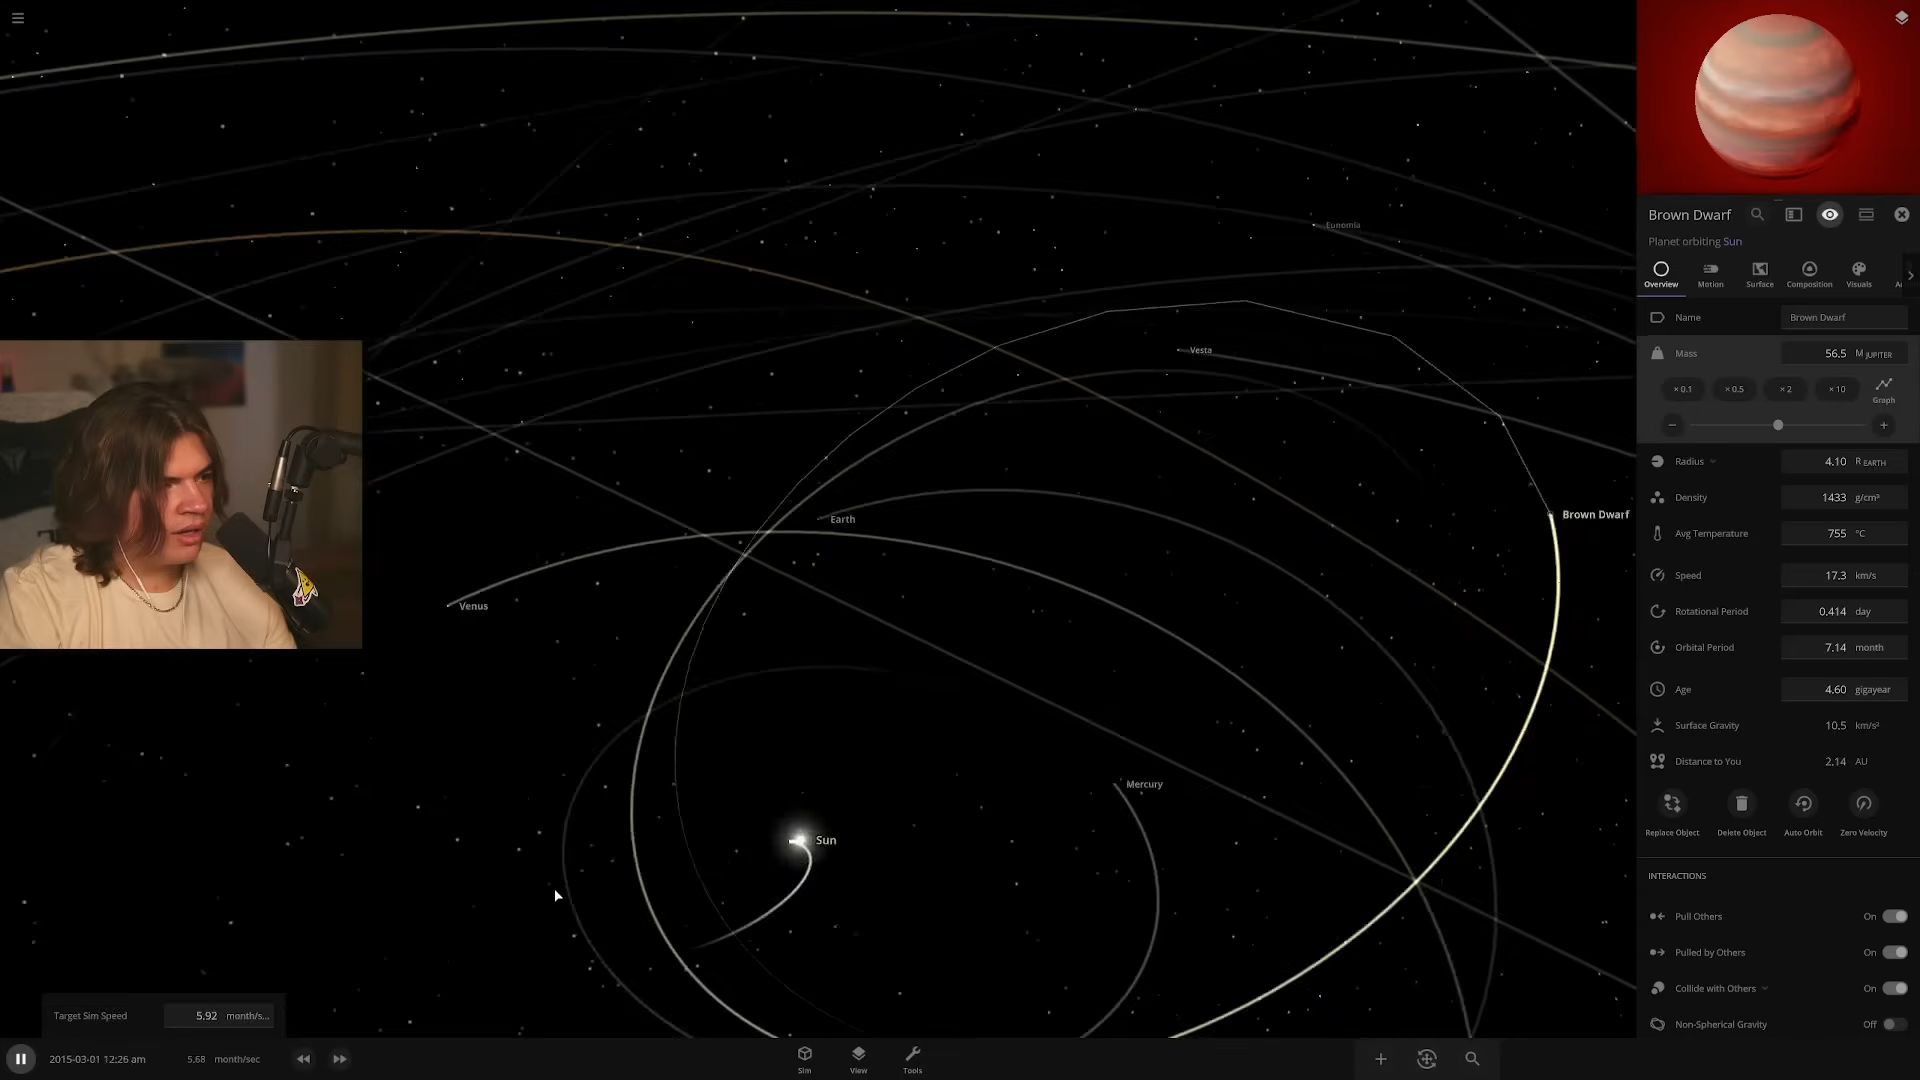 Eunomia
Vesta
Earth
Brown Dwarf
Venus
Mercury
Sun
Brown Dwarf
Planet orbiting Sun
Overview Motion Surface Composition Visuals
Name Brown Dwarf
Mass 56.5 M JUPITER
× 0.1 × 0.5 × 2 × 10 Graph
− +
Radius 4.10 R EARTH
Density 1433 g/cm³
Avg Temperature 755 °C
Speed 17.3 km/s
Rotational Period 0.414 day
Orbital Period 7.14 month
Age 4.60 gigayear
Surface Gravity 10.5 km/s²
Distance to You 2.14 AU
Replace Object Delete Object Auto Orbit Zero Velocity
INTERACTIONS
Pull Others On
Pulled by Others On
Collide with Others On
Non-Spherical Gravity Off
Target Sim Speed 5.92 month/s...
2015-03-01 12:26 am 5.68 month/sec
Sim View Tools